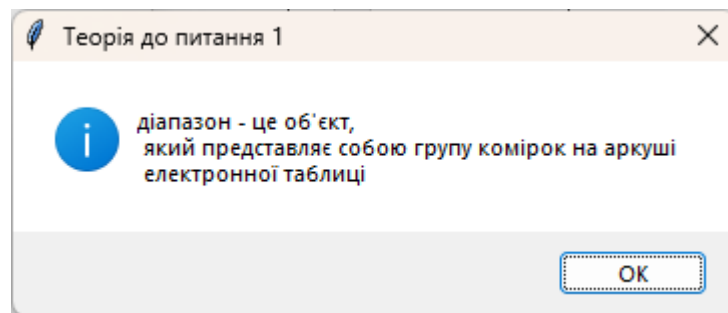 Теорія до питання 1
діапазон - це об'єкт,
який представляє собою групу комірок на аркуші
електронної таблиці
OK